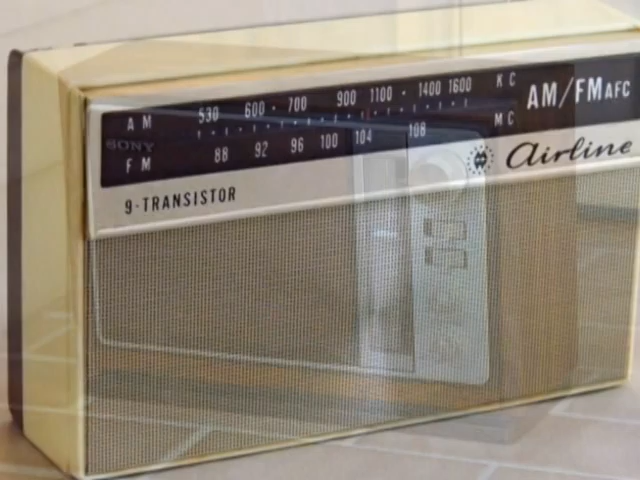 AM 530 600 · 700 900 1100 · 1400 1600 KC AM/FM AFC
SONY
FM 88 92 96 100 104 108 MC
Airline
9-TRANSISTOR